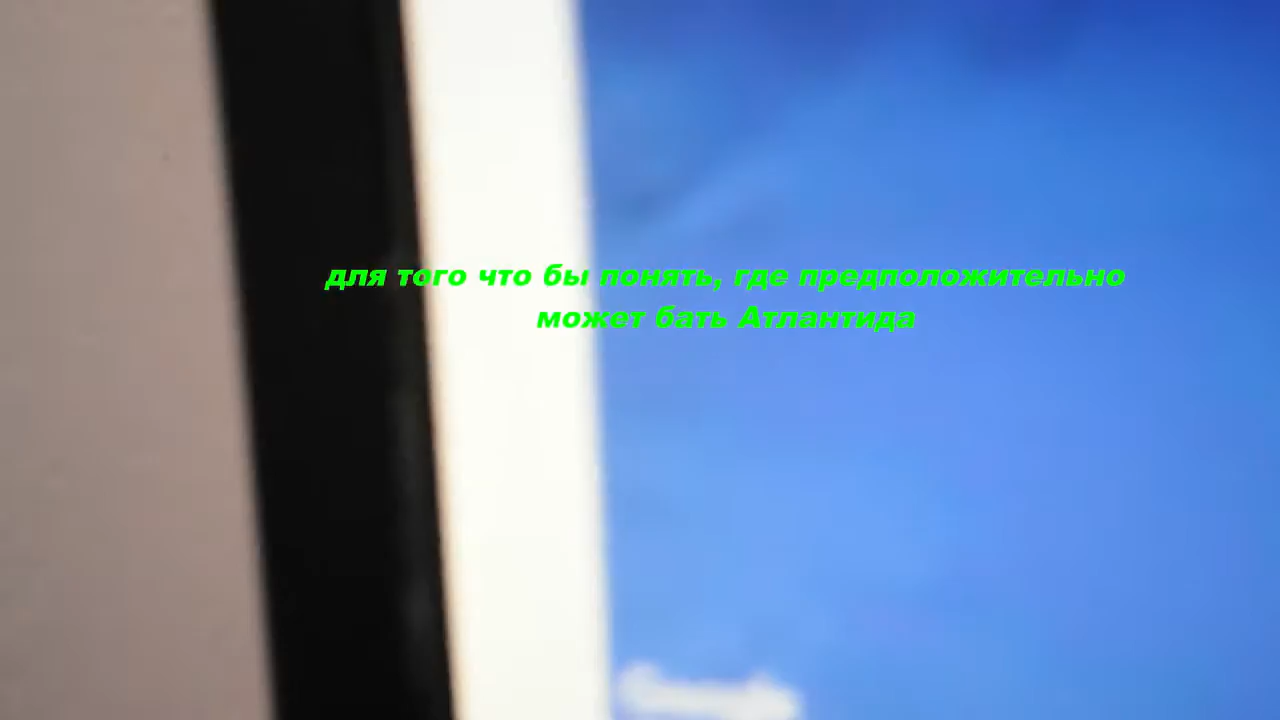 для того что бы понять, где предположительно
может бать Атлантида